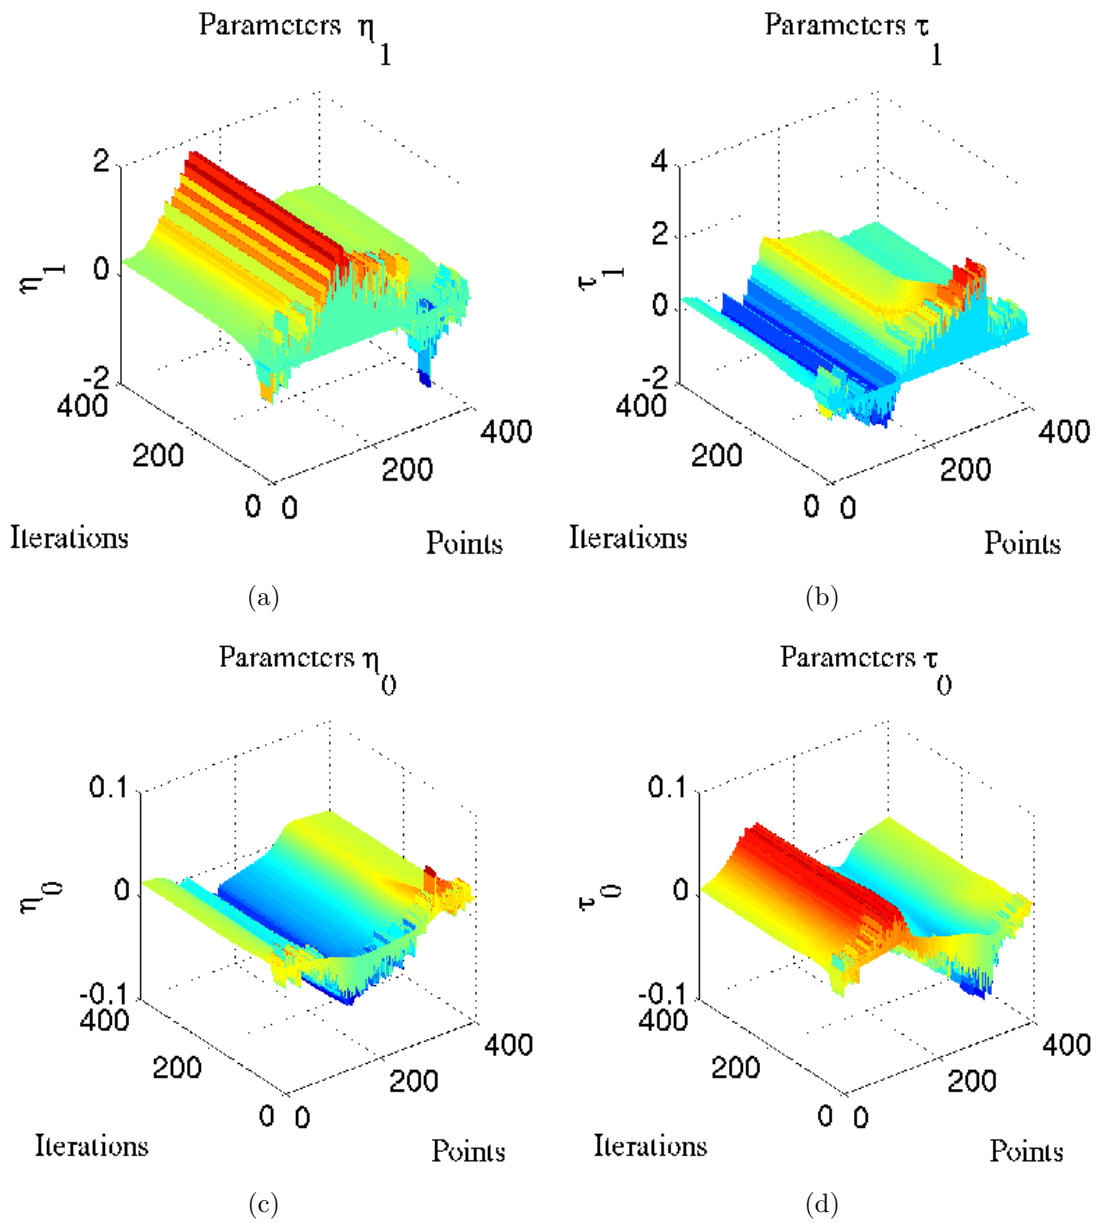 Parameters η1
2
0
-2
η1
400
200
0
0
200
400
Iterations
Points
(a)
Parameters τ1
4
2
0
-2
τ1
400
200
0
0
200
400
Iterations
Points
(b)
Parameters η0
0.1
0
-0.1
η0
400
200
0
0
200
400
Iterations
Points
(c)
Parameters τ0
0.1
0
-0.1
τ0
400
200
0
0
200
400
Iterations
Points
(d)